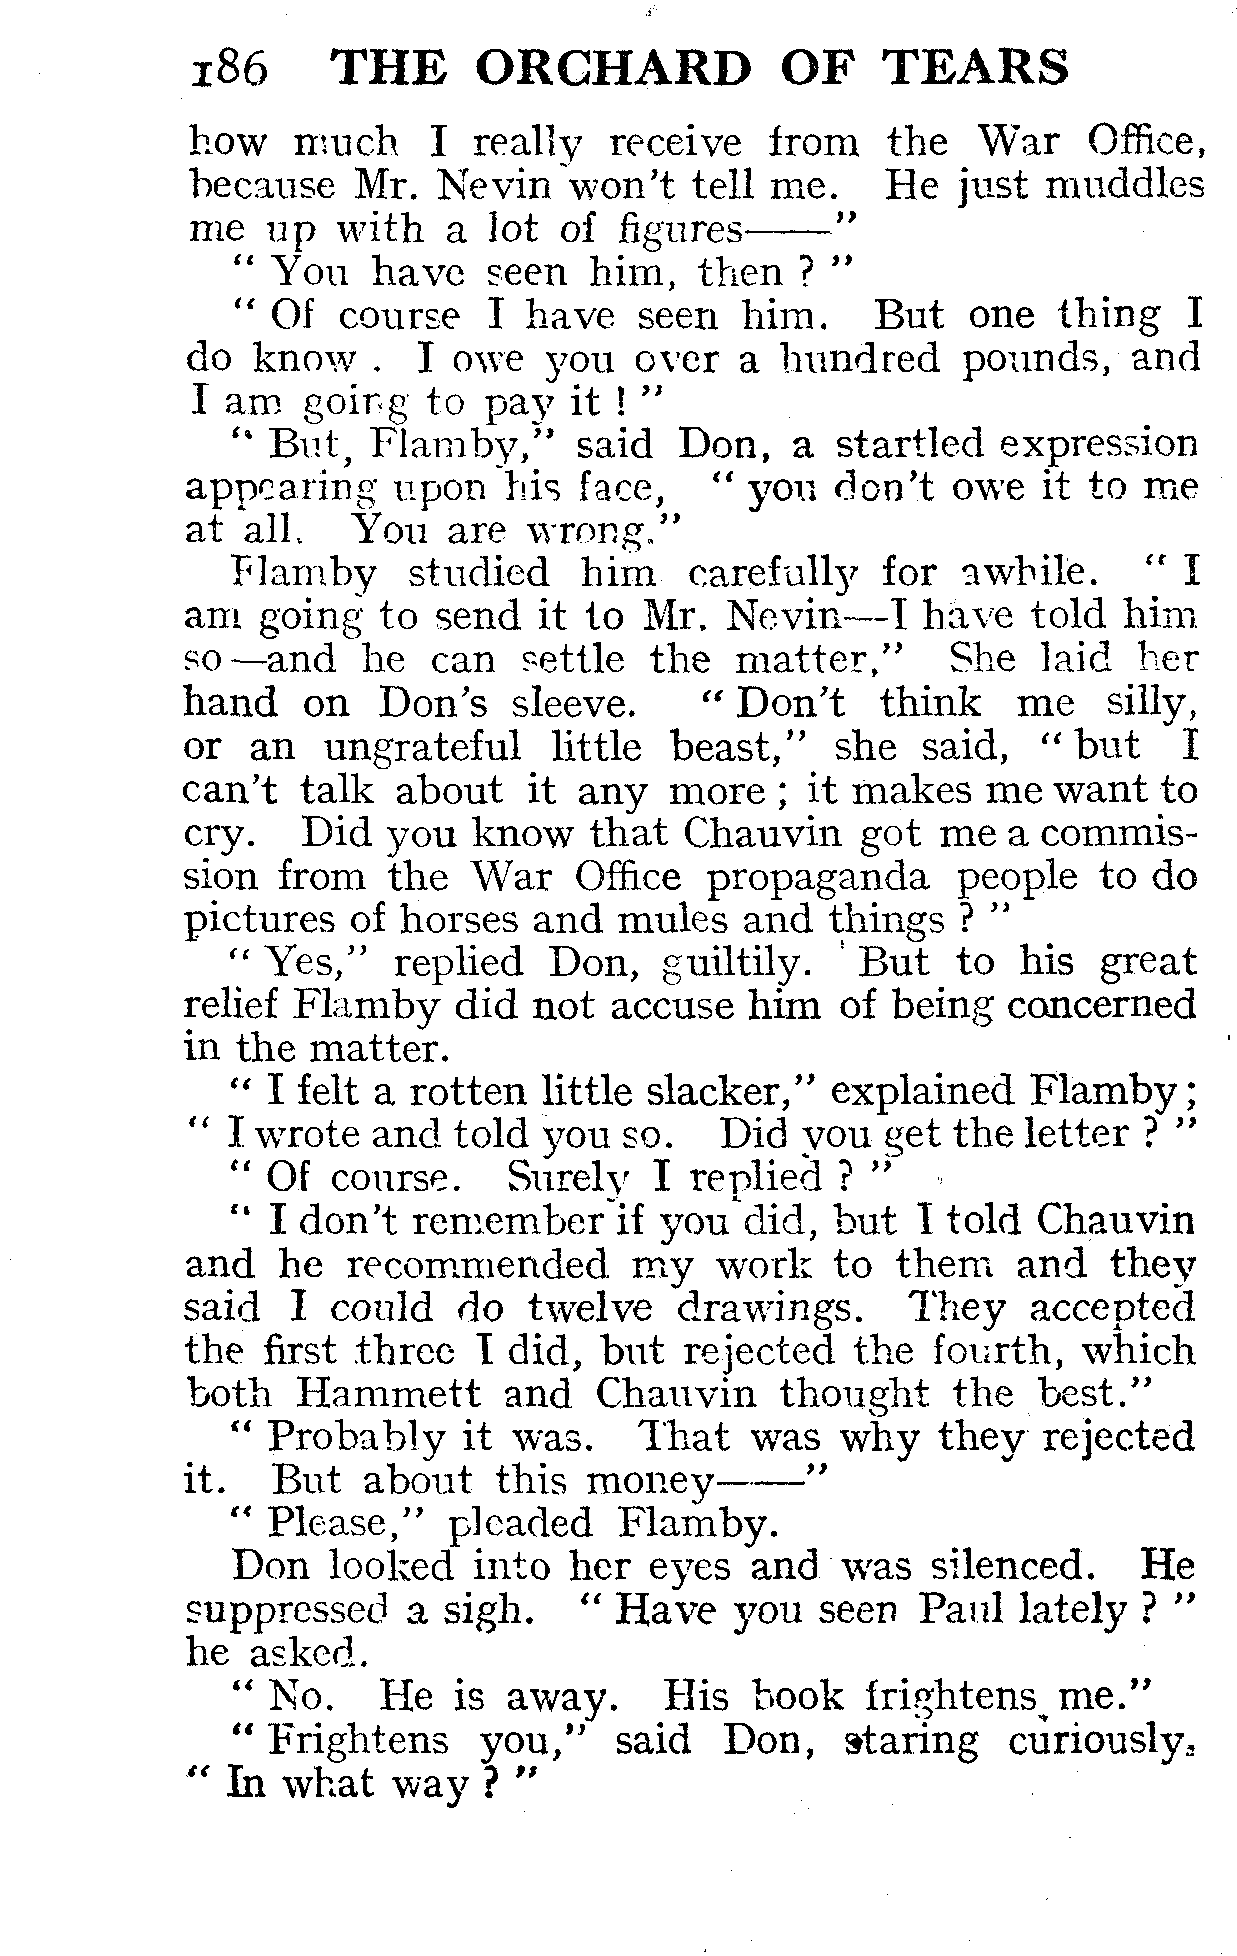 186 THE ORCHARD OF TEARS
how much I really receive from the War Office,
because Mr. Nevin won't tell me. He just muddles
me up with a lot of figures——"
" You have seen him, then ? "
" Of course I have seen him. But one thing I
do know . I owe you over a hundred pounds, and
I am going to pay it ! "
" But, Flamby," said Don, a startled expression
appearing upon his face, " you don't owe it to me
at all. You are wrong."
Flamby studied him carefully for awhile. " I
am going to send it to Mr. Nevin—I have told him
so—and he can settle the matter," She laid her
hand on Don's sleeve. " Don't think me silly,
or an ungrateful little beast," she said, " but I
can't talk about it any more ; it makes me want to
cry. Did you know that Chauvin got me a commis-
sion from the War Office propaganda people to do
pictures of horses and mules and things ? "
" Yes," replied Don, guiltily. ' But to his great
relief Flamby did not accuse him of being concerned
in the matter.
" I felt a rotten little slacker," explained Flamby ;
" I wrote and told you so. Did you get the letter ? "
" Of course. Surely I replied ? "
" I don't remember if you did, but I told Chauvin
and he recommended my work to them and they
said I could do twelve drawings. They accepted
the first three I did, but rejected the fourth, which
both Hammett and Chauvin thought the best."
" Probably it was. That was why they rejected
it. But about this money——"
" Please," pleaded Flamby.
Don looked into her eyes and was silenced. He
suppressed a sigh. " Have you seen Paul lately ? "
he asked.
" No. He is away. His book frightens me."
" Frightens you," said Don, staring curiously.
" In what way ? "